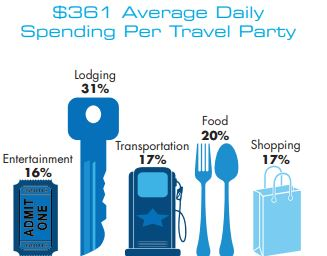 $361 Average Daily
Spending Per Travel Party
Lodging
31%
Food
20%
Transportation
17%
Shopping
17%
Entertainment
16%
ADMIT
ONE